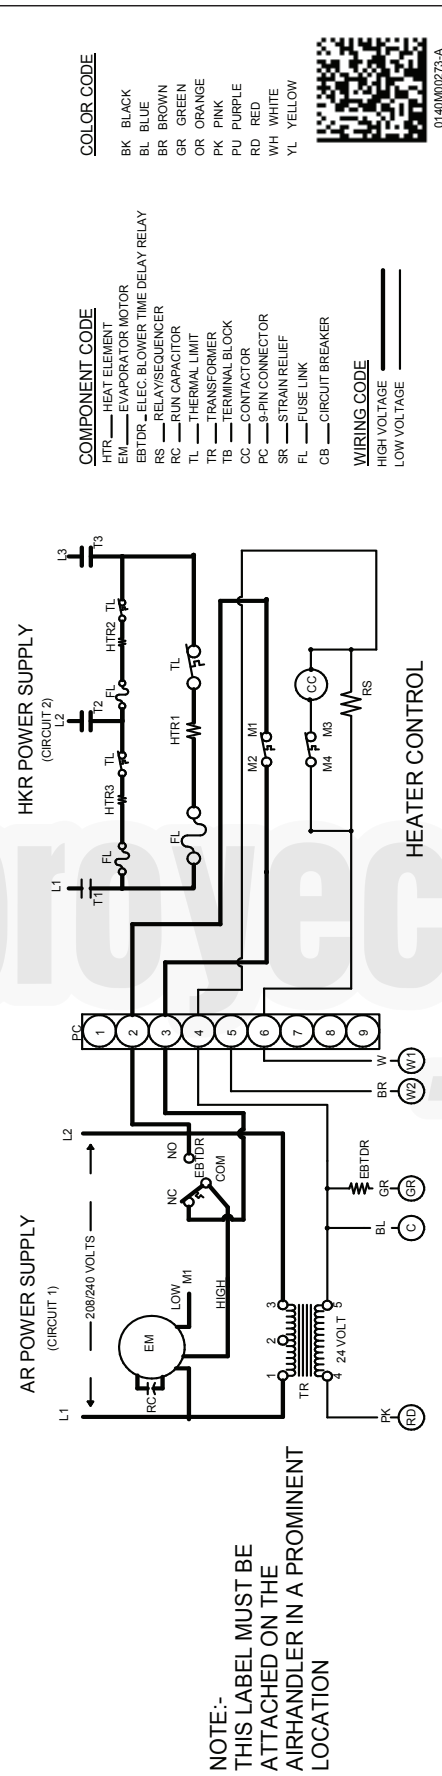 NOTE:-
THIS LABEL MUST BE
ATTACHED ON THE
AIRHANDLER IN A PROMINENT
LOCATION
AR POWER SUPPLY
(CIRCUIT 1)
L1
208/240 VOLTS
L2
RC
EM
LOW
M1
HIGH
NC
NO
EBTDR
COM
1
2
3
TR
24 VOLT
4
5
PK
RD
BL
C
GR
GR
EBTDR
BR
W2
W
W1
PC
1
2
3
4
5
6
7
8
9
HKR POWER SUPPLY
(CIRCUIT 2)
L1
L2
L3
T1
T2
T3
FL
HTR3
TL
FL
HTR2
TL
FL
HTR1
TL
M2
M1
M4
M3
CC
RS
HEATER CONTROL
COMPONENT CODE
HTR HEAT ELEMENT
EM EVAPORATOR MOTOR
EBTDR ELEC. BLOWER TIME DELAY RELAY
RS RELAY/SEQUENCER
RC RUN CAPACITOR
TL THERMAL LIMIT
TR TRANSFORMER
TB TERMINAL BLOCK
CC CONTACTOR
PC 9-PIN CONNECTOR
SR STRAIN RELIEF
FL FUSE LINK
CB CIRCUIT BREAKER
WIRING CODE
HIGH VOLTAGE
LOW VOLTAGE
COLOR CODE
BK BLACK
BL BLUE
BR BROWN
GR GREEN
OR ORANGE
PK PINK
PU PURPLE
RD RED
WH WHITE
YL YELLOW
0140M00273-A
proyec